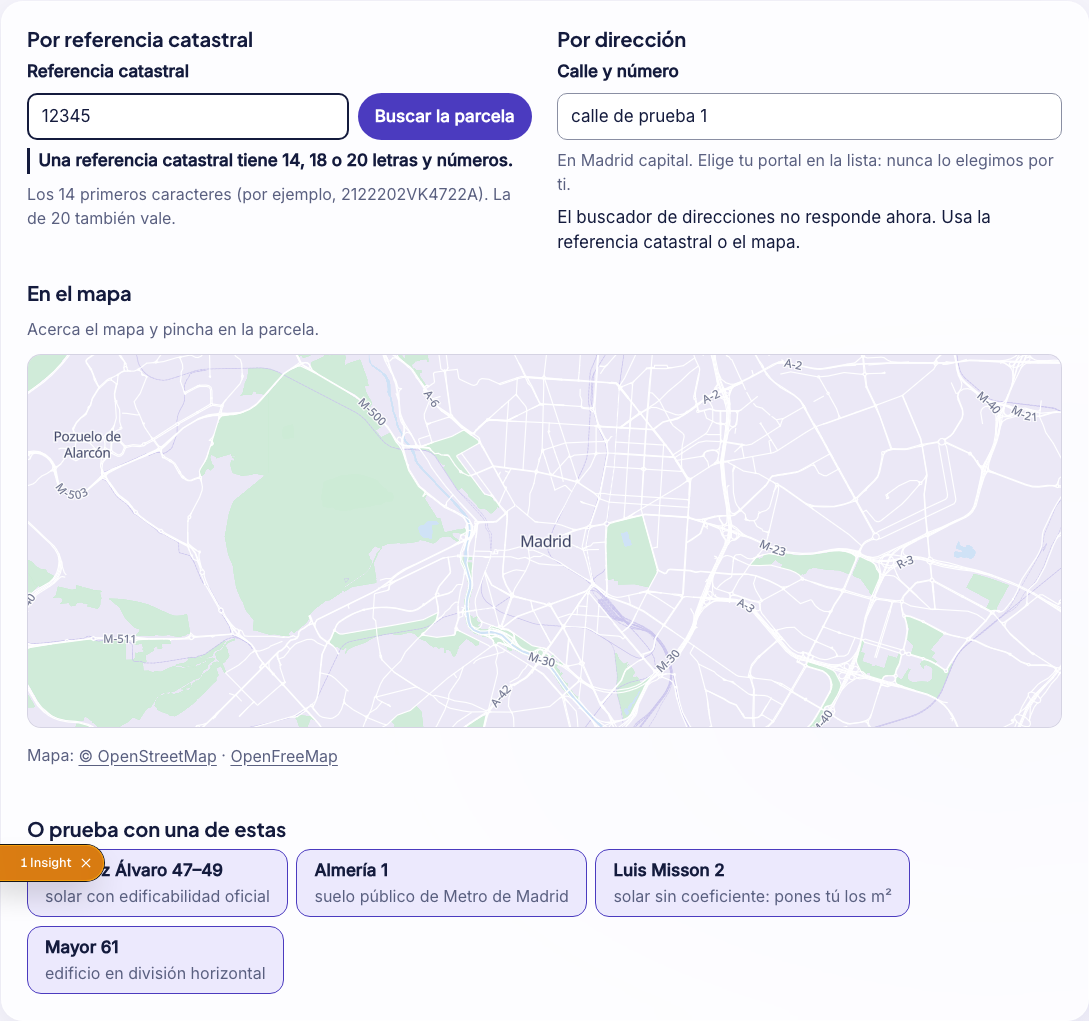 Por referencia catastral
Referencia catastral
12345
Buscar la parcela
Una referencia catastral tiene 14, 18 o 20 letras y números.
Los 14 primeros caracteres (por ejemplo, 2122202VK4722A). La
de 20 también vale.
Por dirección
Calle y número
calle de prueba 1
En Madrid capital. Elige tu portal en la lista: nunca lo elegimos por
ti.
El buscador de direcciones no responde ahora. Usa la
referencia catastral o el mapa.
En el mapa
Acerca el mapa y pincha en la parcela.
A-2
A-6
A-2
M-40
M-21
M-500
Pozuelo de
Alarcón
M-503
Madrid
M-23
R-3
A-3
M-511
M-30
M-30
A-42
M-40
Mapa: © OpenStreetMap · OpenFreeMap
O prueba con una de estas
1 Insight
z Álvaro 47–49
solar con edificabilidad oficial
Almería 1
suelo público de Metro de Madrid
Luis Misson 2
solar sin coeficiente: pones tú los m²
Mayor 61
edificio en división horizontal